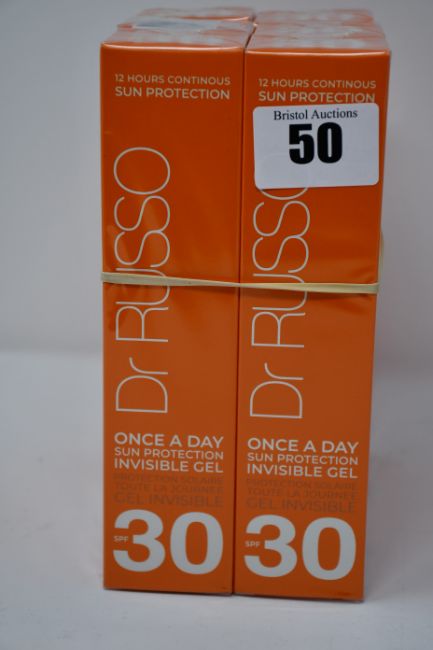 12 HOURS CONTINOUS
SUN PROTECTION
Dr RUSSO
ONCE A DAY
SUN PROTECTION
INVISIBLE GEL
PROTECTION SOLAIRE
TOUTE LA JOURNÉE
GEL INVISIBLE
SPF 30
12 HOURS CONTINOUS
SUN PROTECTION
Bristol Auctions
50
Dr RUSSO
ONCE A DAY
SUN PROTECTION
INVISIBLE GEL
PROTECTION SOLAIRE
TOUTE LA JOURNÉE
GEL INVISIBLE
SPF 30